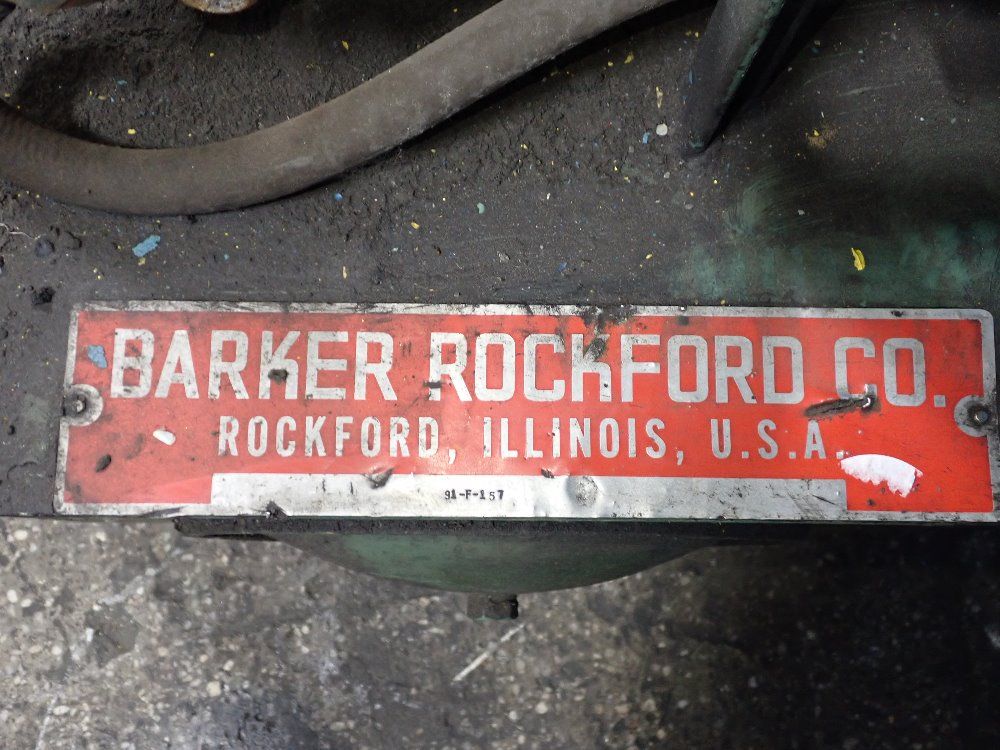 BARKER ROCKFORD CO.
ROCKFORD, ILLINOIS, U.S.A.
91-F-157